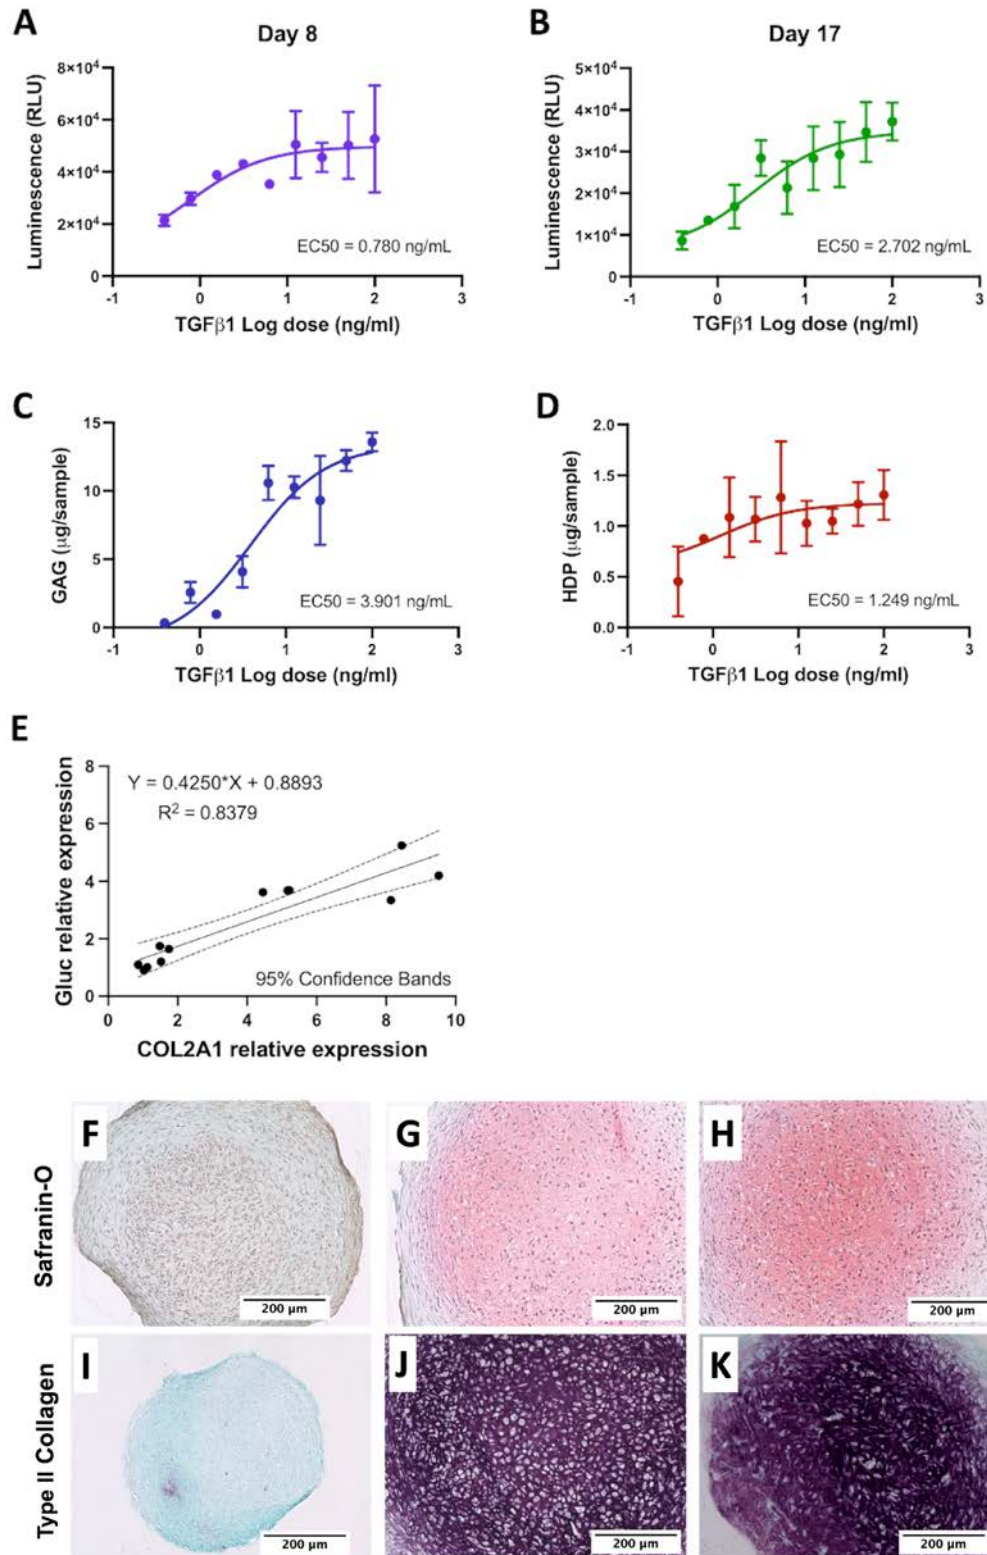 A
Day 8
Luminescence (RLU)
8×10⁴
6×10⁴
4×10⁴
2×10⁴
0
-1
0
1
2
3
EC50 = 0.780 ng/mL
TGFβ1 Log dose (ng/ml)
B
Day 17
Luminescence (RLU)
5×10⁴
4×10⁴
3×10⁴
2×10⁴
1×10⁴
0
-1
0
1
2
3
EC50 = 2.702 ng/mL
TGFβ1 Log dose (ng/ml)
C
GAG (μg/sample)
15
10
5
0
-1
0
1
2
3
EC50 = 3.901 ng/mL
TGFβ1 Log dose (ng/ml)
D
HDP (μg/sample)
2.0
1.5
1.0
0.5
0.0
-1
0
1
2
3
EC50 = 1.249 ng/mL
TGFβ1 Log dose (ng/ml)
E
Gluc relative expression
8
6
4
2
0
0
2
4
6
8
10
Y = 0.4250*X + 0.8893
R² = 0.8379
95% Confidence Bands
COL2A1 relative expression
Safranin-O
F
200 μm
G
200 μm
H
200 μm
Type II Collagen
I
200 μm
J
200 μm
K
200 μm